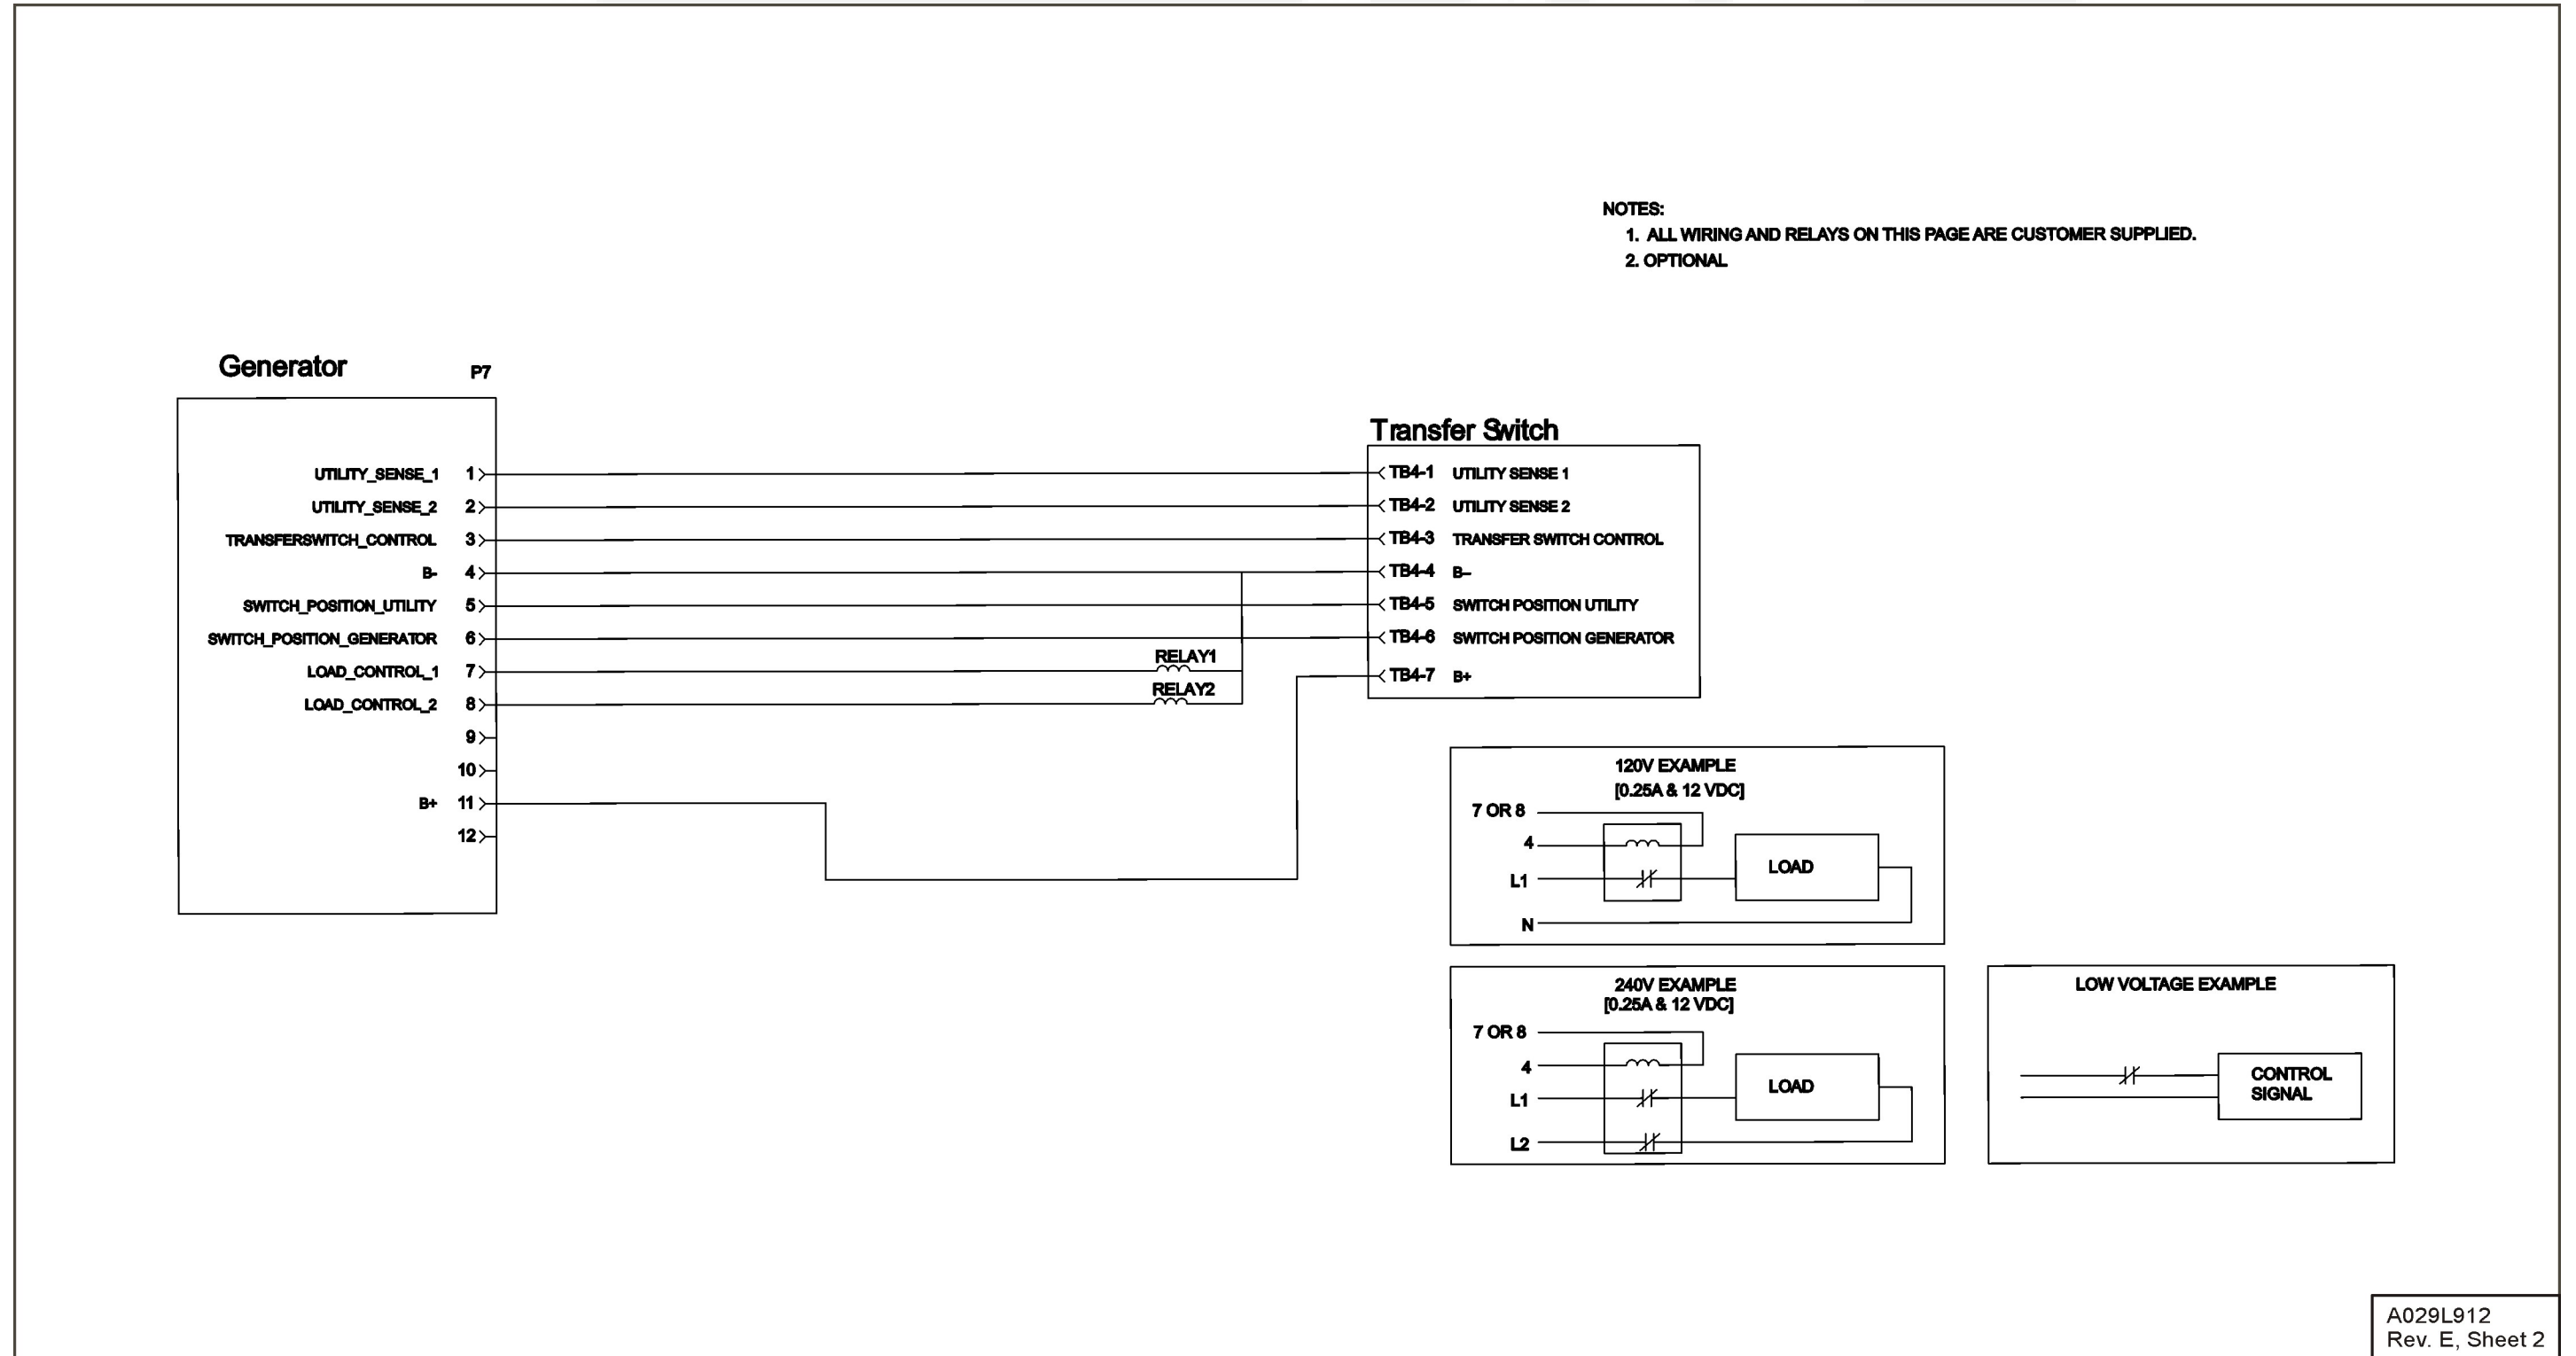 NOTES:
1. ALL WIRING AND RELAYS ON THIS PAGE ARE CUSTOMER SUPPLIED.
2. OPTIONAL
Generator P7
UTILITY_SENSE_1 1
UTILITY_SENSE_2 2
TRANSFERSWITCH_CONTROL 3
B- 4
SWITCH_POSITION_UTILITY 5
SWITCH_POSITION_GENERATOR 6
LOAD_CONTROL_1 7
LOAD_CONTROL_2 8
9
10
B+ 11
12
RELAY1
RELAY2
Transfer Switch
TB4-1 UTILITY SENSE 1
TB4-2 UTILITY SENSE 2
TB4-3 TRANSFER SWITCH CONTROL
TB4-4 B–
TB4-5 SWITCH POSITION UTILITY
TB4-6 SWITCH POSITION GENERATOR
TB4-7 B+
120V EXAMPLE
[0.25A & 12 VDC]
7 OR 8
4
L1
N
LOAD
240V EXAMPLE
[0.25A & 12 VDC]
7 OR 8
4
L1
L2
LOAD
LOW VOLTAGE EXAMPLE
CONTROL
SIGNAL
A029L912
Rev. E, Sheet 2